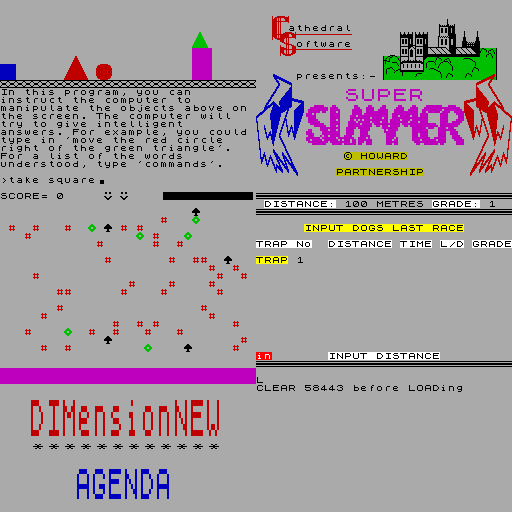 In this program, you can
instruct the computer to
manipulate the objects above on
the screen. The computer will
try to give intelligent
answers. For example, you could
type in 'move the red circle
right of the green triangle'.
For a list of the words
understood, type 'commands'.
>take square
Cathedral
Software
presents:-
SUPER
SLAMMER
© HOWARD
PARTNERSHIP
SCORE= 0
DISTANCE: 100 METRES GRADE: 1
INPUT DOGS LAST RACE
TRAP No DISTANCE TIME L/D GRADE
TRAP 1
in INPUT DISTANCE
L
CLEAR 58443 before LOADing
DIMensionNEW
* * * * * * * * * * * *
AGENDA